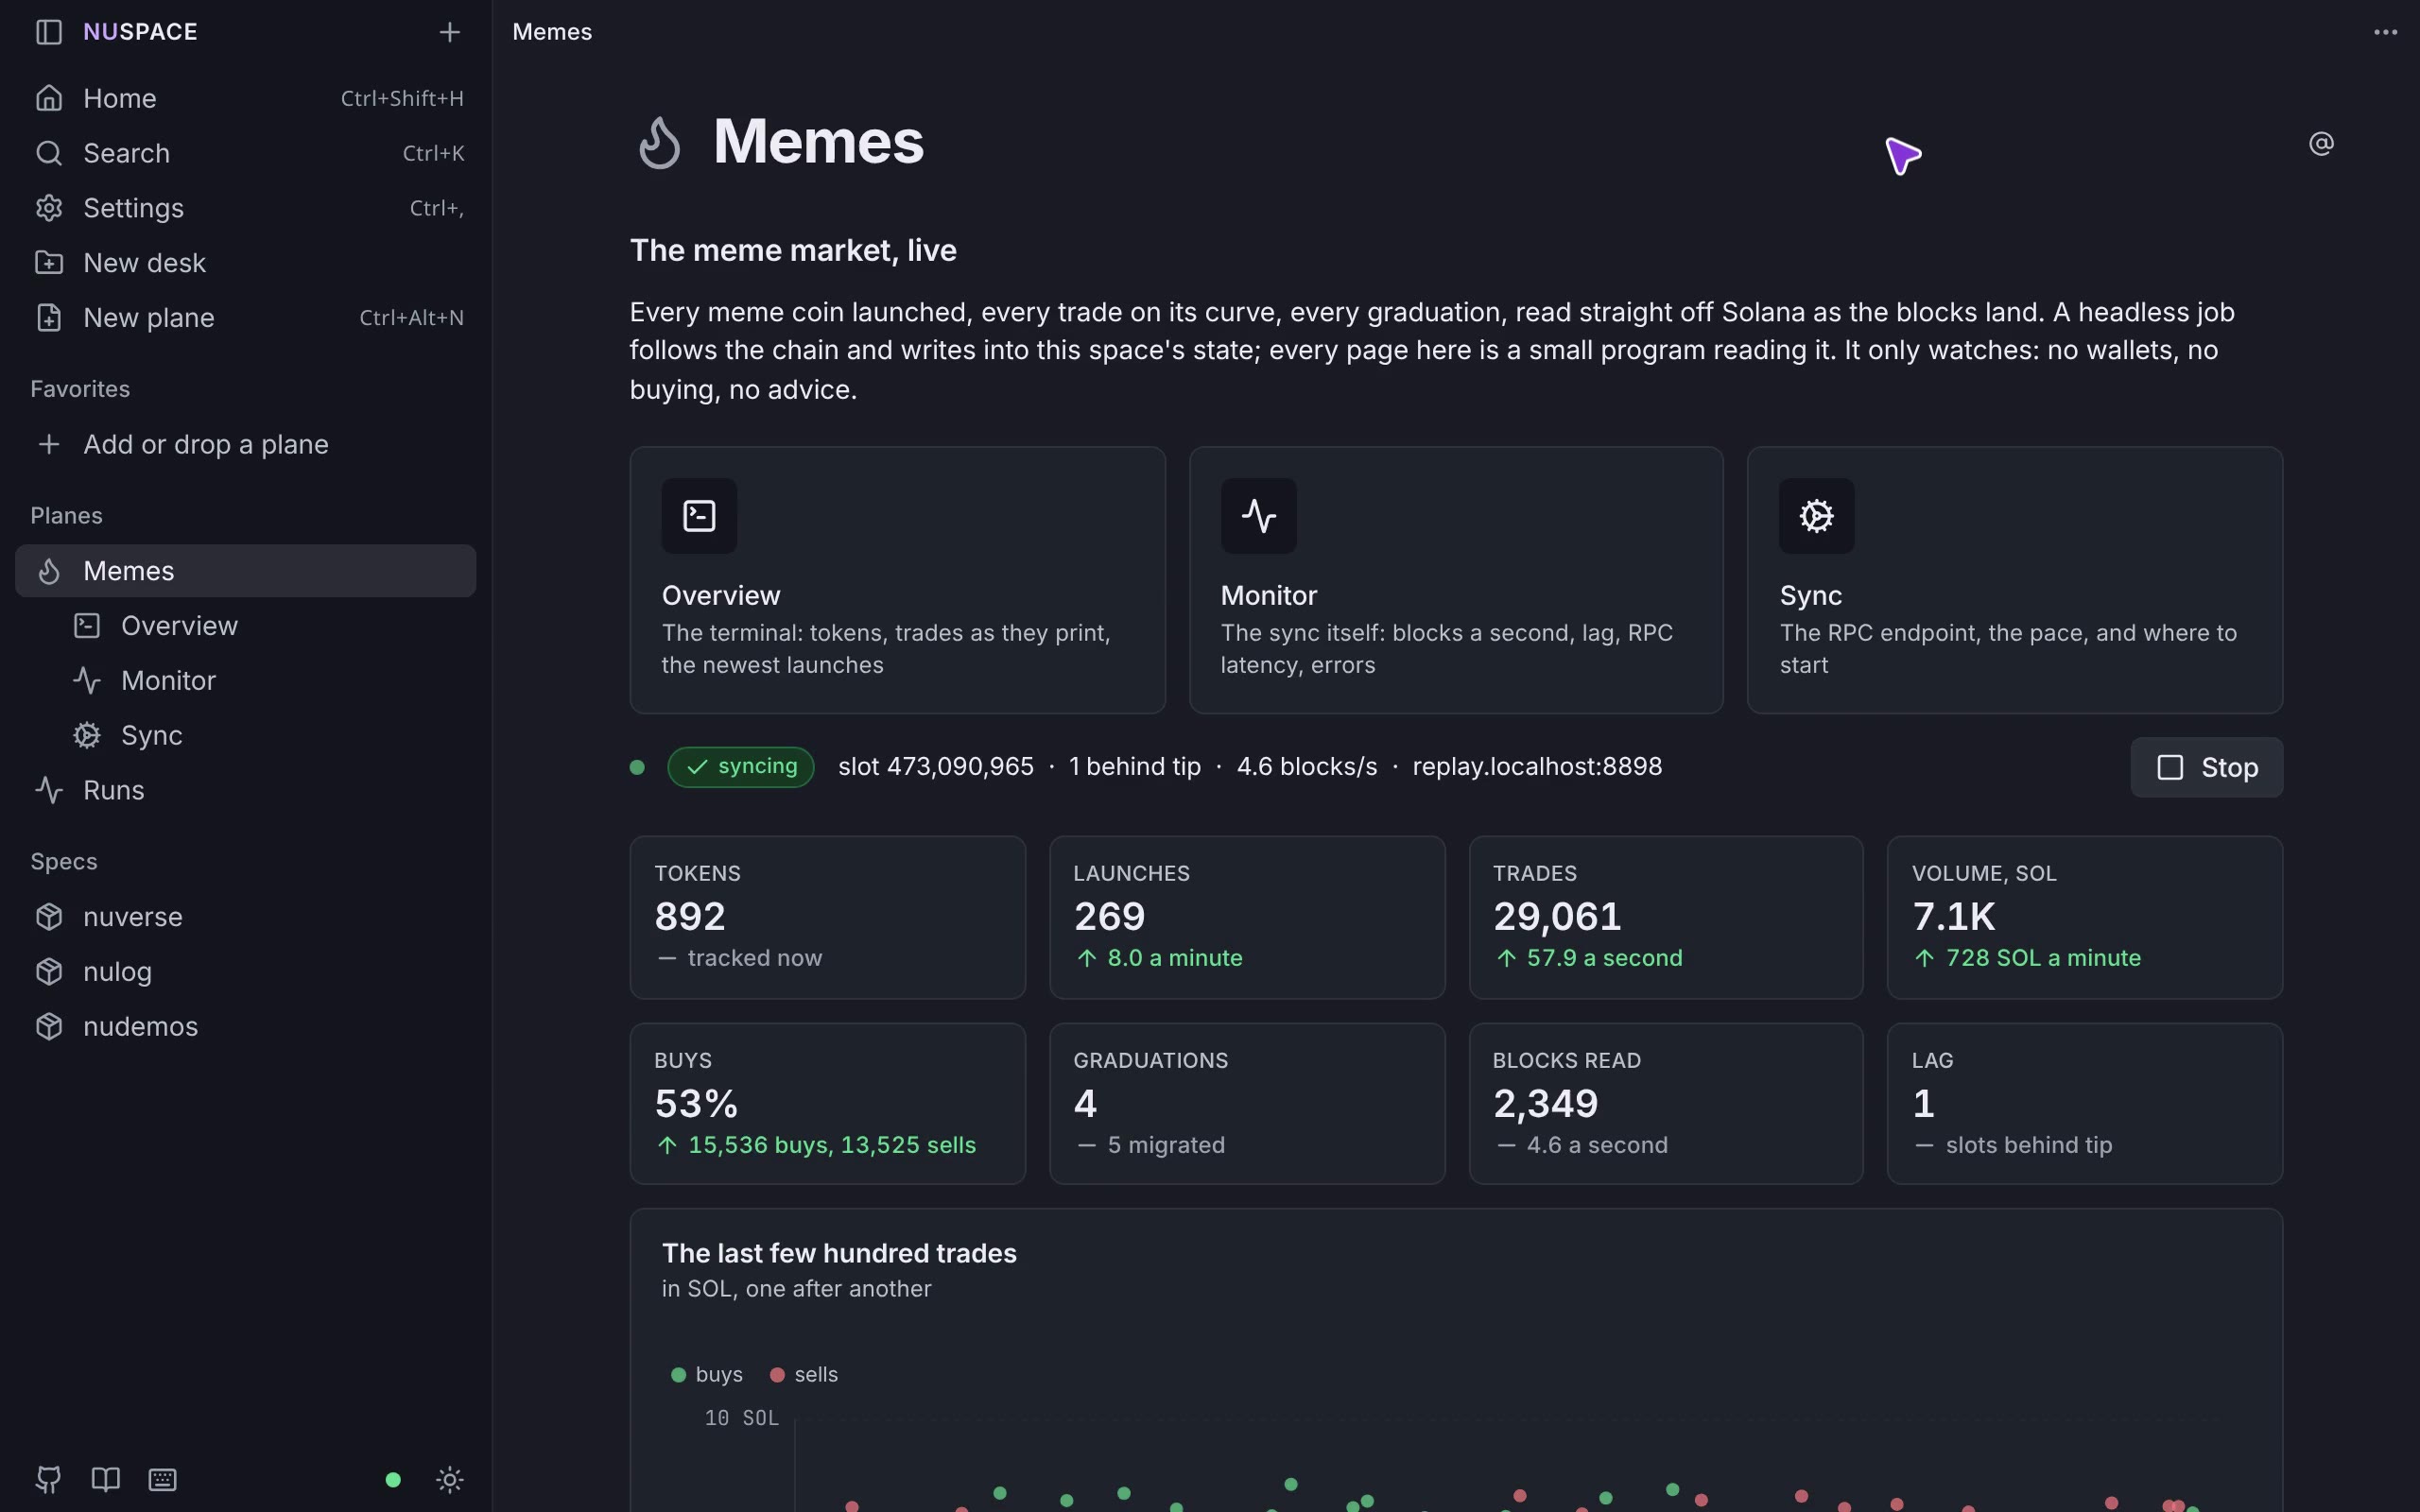 NUSPACE
Home Ctrl+Shift+H
Search Ctrl+K
Settings Ctrl+,
New desk
New plane Ctrl+Alt+N
Favorites
Add or drop a plane
Planes
Memes
Overview
Monitor
Sync
Runs
Specs
nuverse
nulog
nudemos
Memes
Memes
The meme market, live
Every meme coin launched, every trade on its curve, every graduation, read straight off Solana as the blocks land. A headless job
follows the chain and writes into this space's state; every page here is a small program reading it. It only watches: no wallets, no
buying, no advice.
Overview
The terminal: tokens, trades as they print,
the newest launches
Monitor
The sync itself: blocks a second, lag, RPC
latency, errors
Sync
The RPC endpoint, the pace, and where to
start
syncing slot 473,090,965 · 1 behind tip · 4.6 blocks/s · replay.localhost:8898 Stop
TOKENS
892
— tracked now
LAUNCHES
269
↑ 8.0 a minute
TRADES
29,061
↑ 57.9 a second
VOLUME, SOL
7.1K
↑ 728 SOL a minute
BUYS
53%
↑ 15,536 buys, 13,525 sells
GRADUATIONS
4
— 5 migrated
BLOCKS READ
2,349
— 4.6 a second
LAG
1
— slots behind tip
The last few hundred trades
in SOL, one after another
buys sells
10 SOL